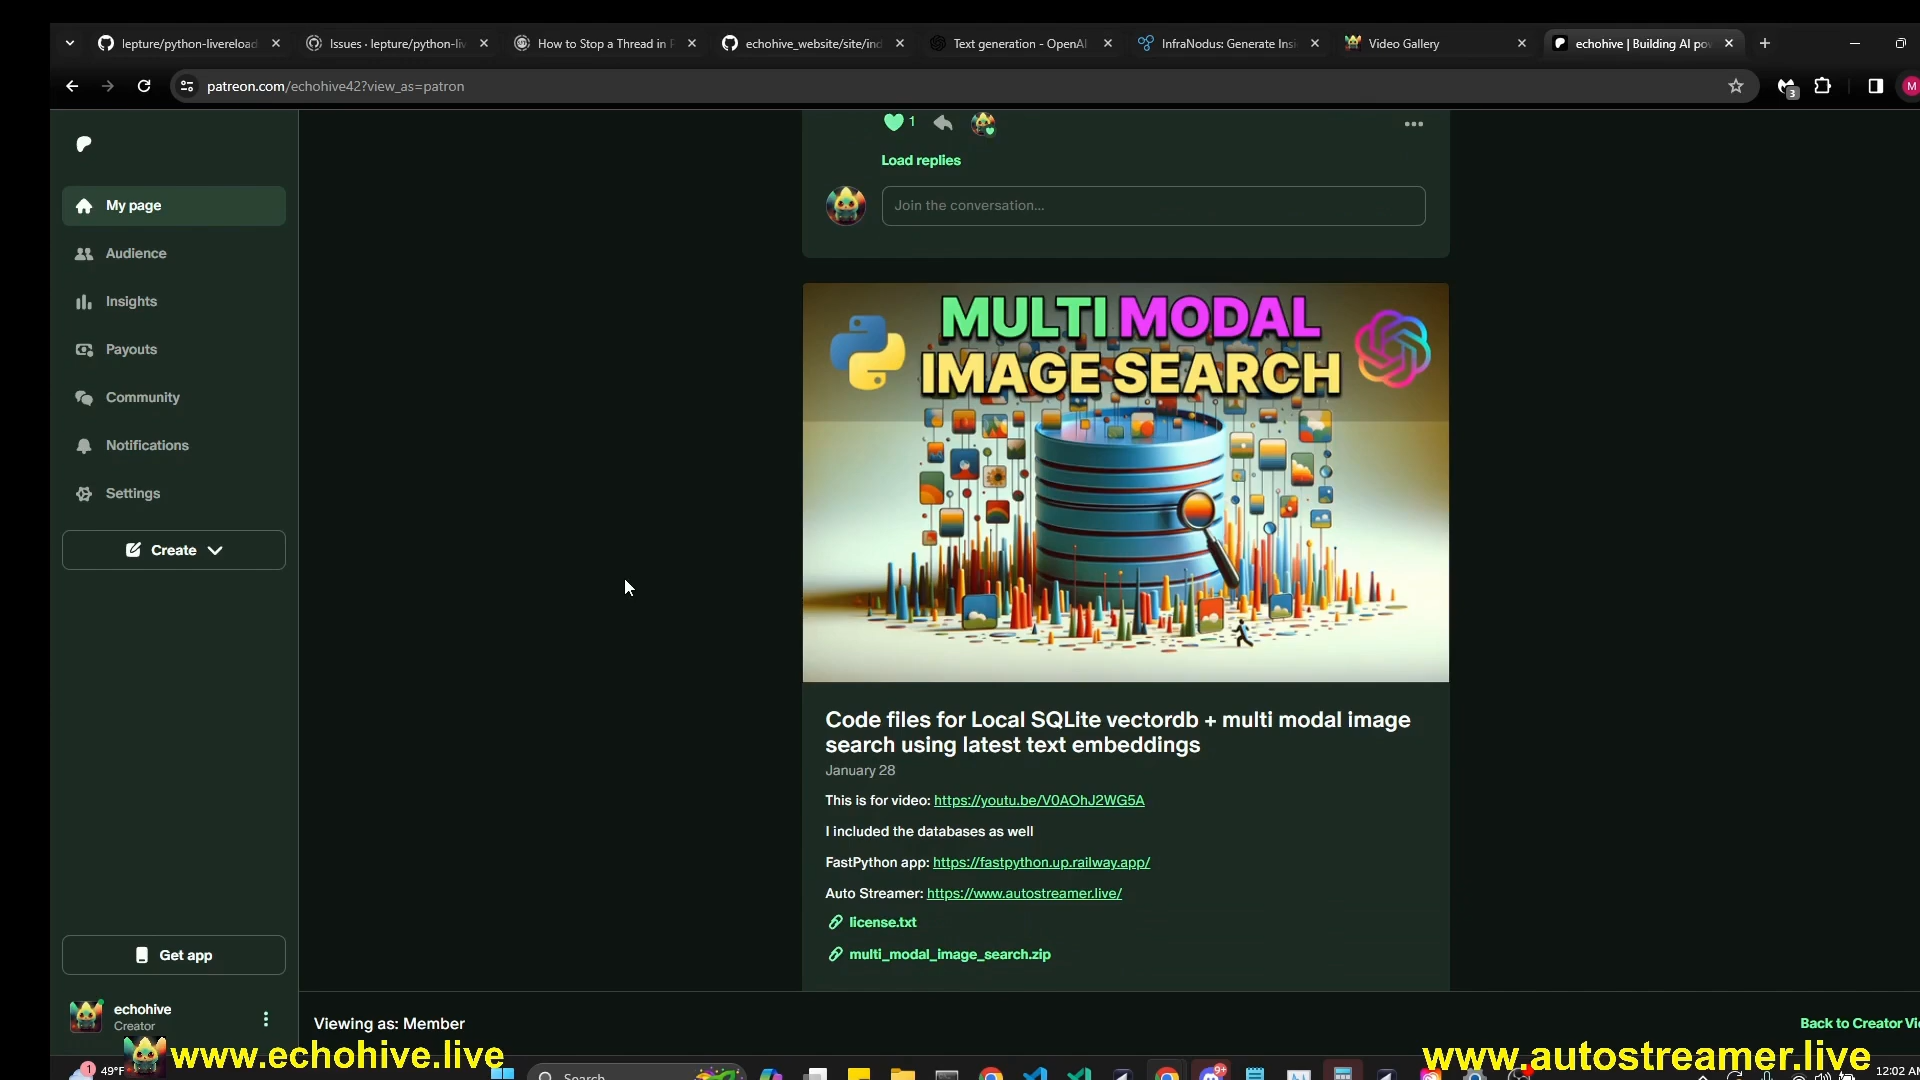 lepture/python-livereload
Issues · lepture/python-liv
How to Stop a Thread in P
echohive_website/site/ind
Text generation - OpenAI
InfraNodus: Generate Insi
Video Gallery
echohive | Building AI pow
patreon.com/echohive42?view_as=patron
3
M
1
Load replies
Join the conversation...
My page
Audience
Insights
Payouts
Community
Notifications
Settings
Create
MULTI MODAL
IMAGE SEARCH
Code files for Local SQLite vectordb + multi modal image
search using latest text embeddings
January 28
This is for video: https://youtu.be/V0AOhJ2WG5A
I included the databases as well
FastPython app: https://fastpython.up.railway.app/
Auto Streamer: https://www.autostreamer.live/
license.txt
multi_modal_image_search.zip
Get app
echohive
Creator
Viewing as: Member
Back to Creator Vi
www.echohive.live
www.autostreamer.live
1
49°F
Search
9+
12:02 AM